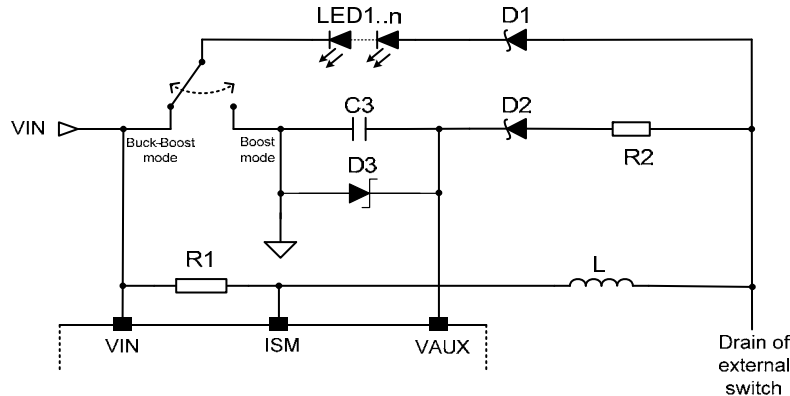 LED1..n
D1
VIN
Buck-Boost
mode
Boost
mode
C3
D2
D3
R2
R1
L
VIN
ISM
VAUX
Drain of
external
switch